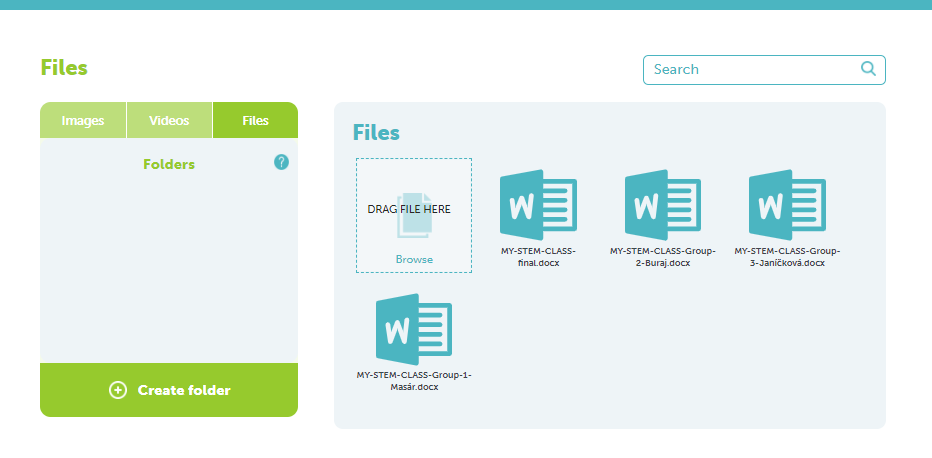 Files
Search
Images Videos Files
Folders
?
Create folder
Files
DRAG FILE HERE
Browse
W
MY-STEM-CLASS-
final.docx
W
MY-STEM-CLASS-Group-
2-Buraj.docx
W
MY-STEM-CLASS-Group-
3-Janíčková.docx
W
MY-STEM-CLASS-Group-1-
Masár.docx